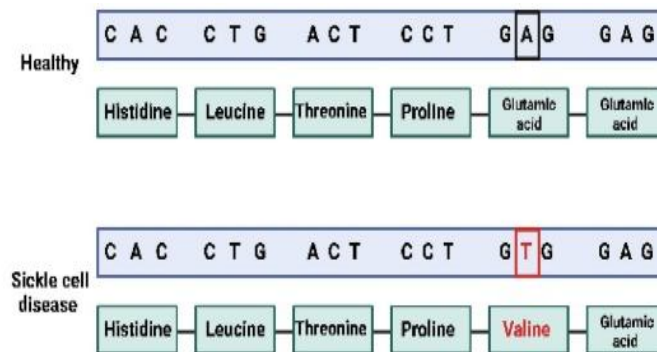 C A C C T G A C T C C T G A G G A G
Healthy
Histidine Leucine Threonine Proline Glutamic acid Glutamic acid
C A C C T G A C T C C T G T G G A G
Sickle cell
disease
Histidine Leucine Threonine Proline Valine Glutamic acid